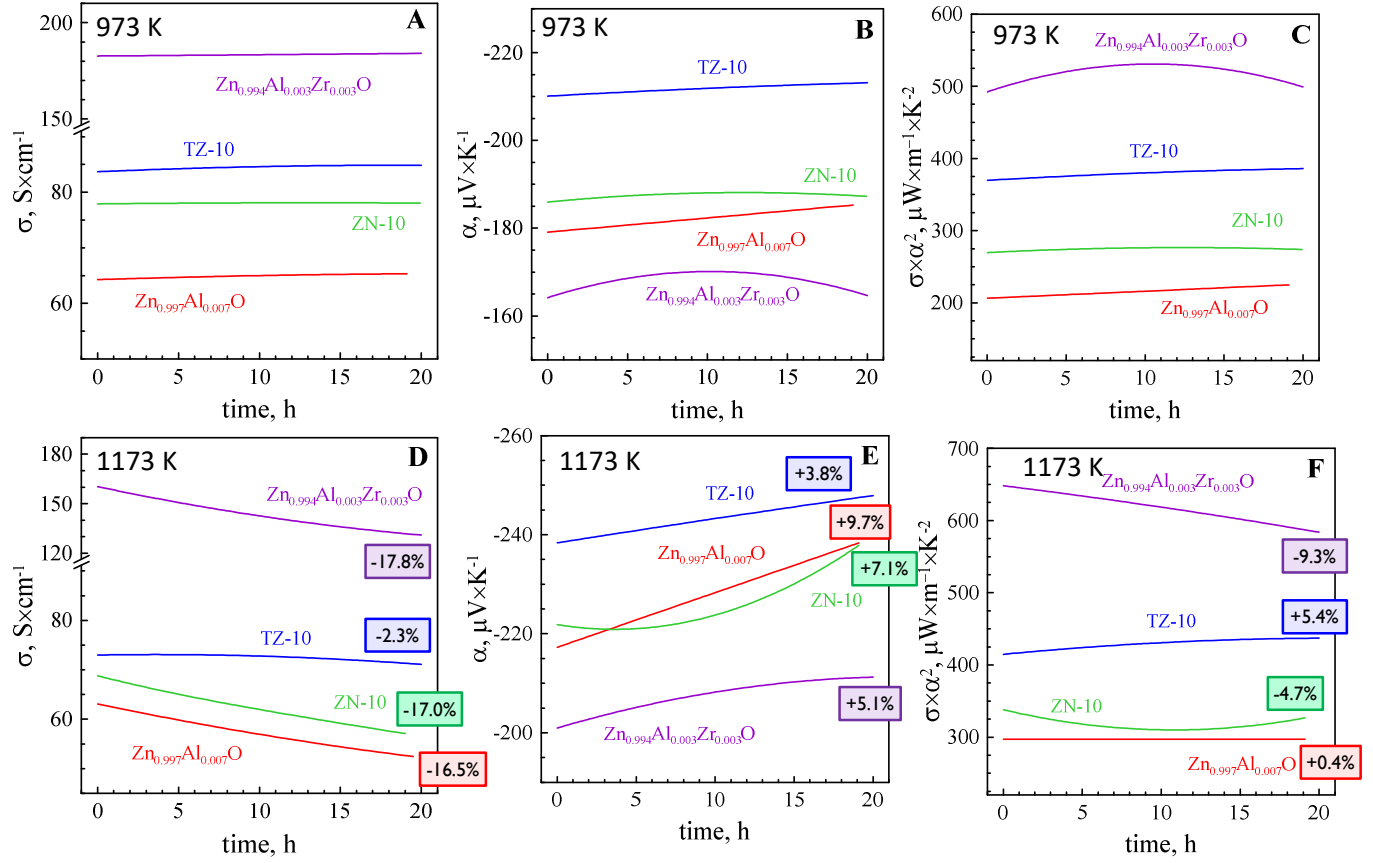 A
973 K
200
150
80
60
σ, S×cm⁻¹
Zn₀.₉₉₄Al₀.₀₀₃Zr₀.₀₀₃O
TZ-10
ZN-10
Zn₀.₉₉₇Al₀.₀₀₇O
0 5 10 15 20
time, h
B
973 K
-220
-200
-180
-160
α, μV×K⁻¹
TZ-10
ZN-10
Zn₀.₉₉₇Al₀.₀₀₇O
Zn₀.₉₉₄Al₀.₀₀₃Zr₀.₀₀₃O
0 5 10 15 20
time, h
C
973 K
600
500
400
300
200
σ×α², μW×m⁻¹×K⁻²
Zn₀.₉₉₄Al₀.₀₀₃Zr₀.₀₀₃O
TZ-10
ZN-10
Zn₀.₉₉₇Al₀.₀₀₇O
0 5 10 15 20
time, h
D
1173 K
180
150
120
80
60
σ, S×cm⁻¹
Zn₀.₉₉₄Al₀.₀₀₃Zr₀.₀₀₃O
-17.8%
TZ-10
-2.3%
ZN-10
-17.0%
Zn₀.₉₉₇Al₀.₀₀₇O
-16.5%
0 5 10 15 20
time, h
E
1173 K
-260
-240
-220
-200
α, μV×K⁻¹
TZ-10
+3.8%
+9.7%
Zn₀.₉₉₇Al₀.₀₀₇O
+7.1%
ZN-10
+5.1%
Zn₀.₉₉₄Al₀.₀₀₃Zr₀.₀₀₃O
0 5 10 15 20
time, h
F
1173 K
700
600
500
400
300
σ×α², μW×m⁻¹×K⁻²
Zn₀.₉₉₄Al₀.₀₀₃Zr₀.₀₀₃O
-9.3%
TZ-10
+5.4%
-4.7%
ZN-10
Zn₀.₉₉₇Al₀.₀₀₇O
+0.4%
0 5 10 15 20
time, h